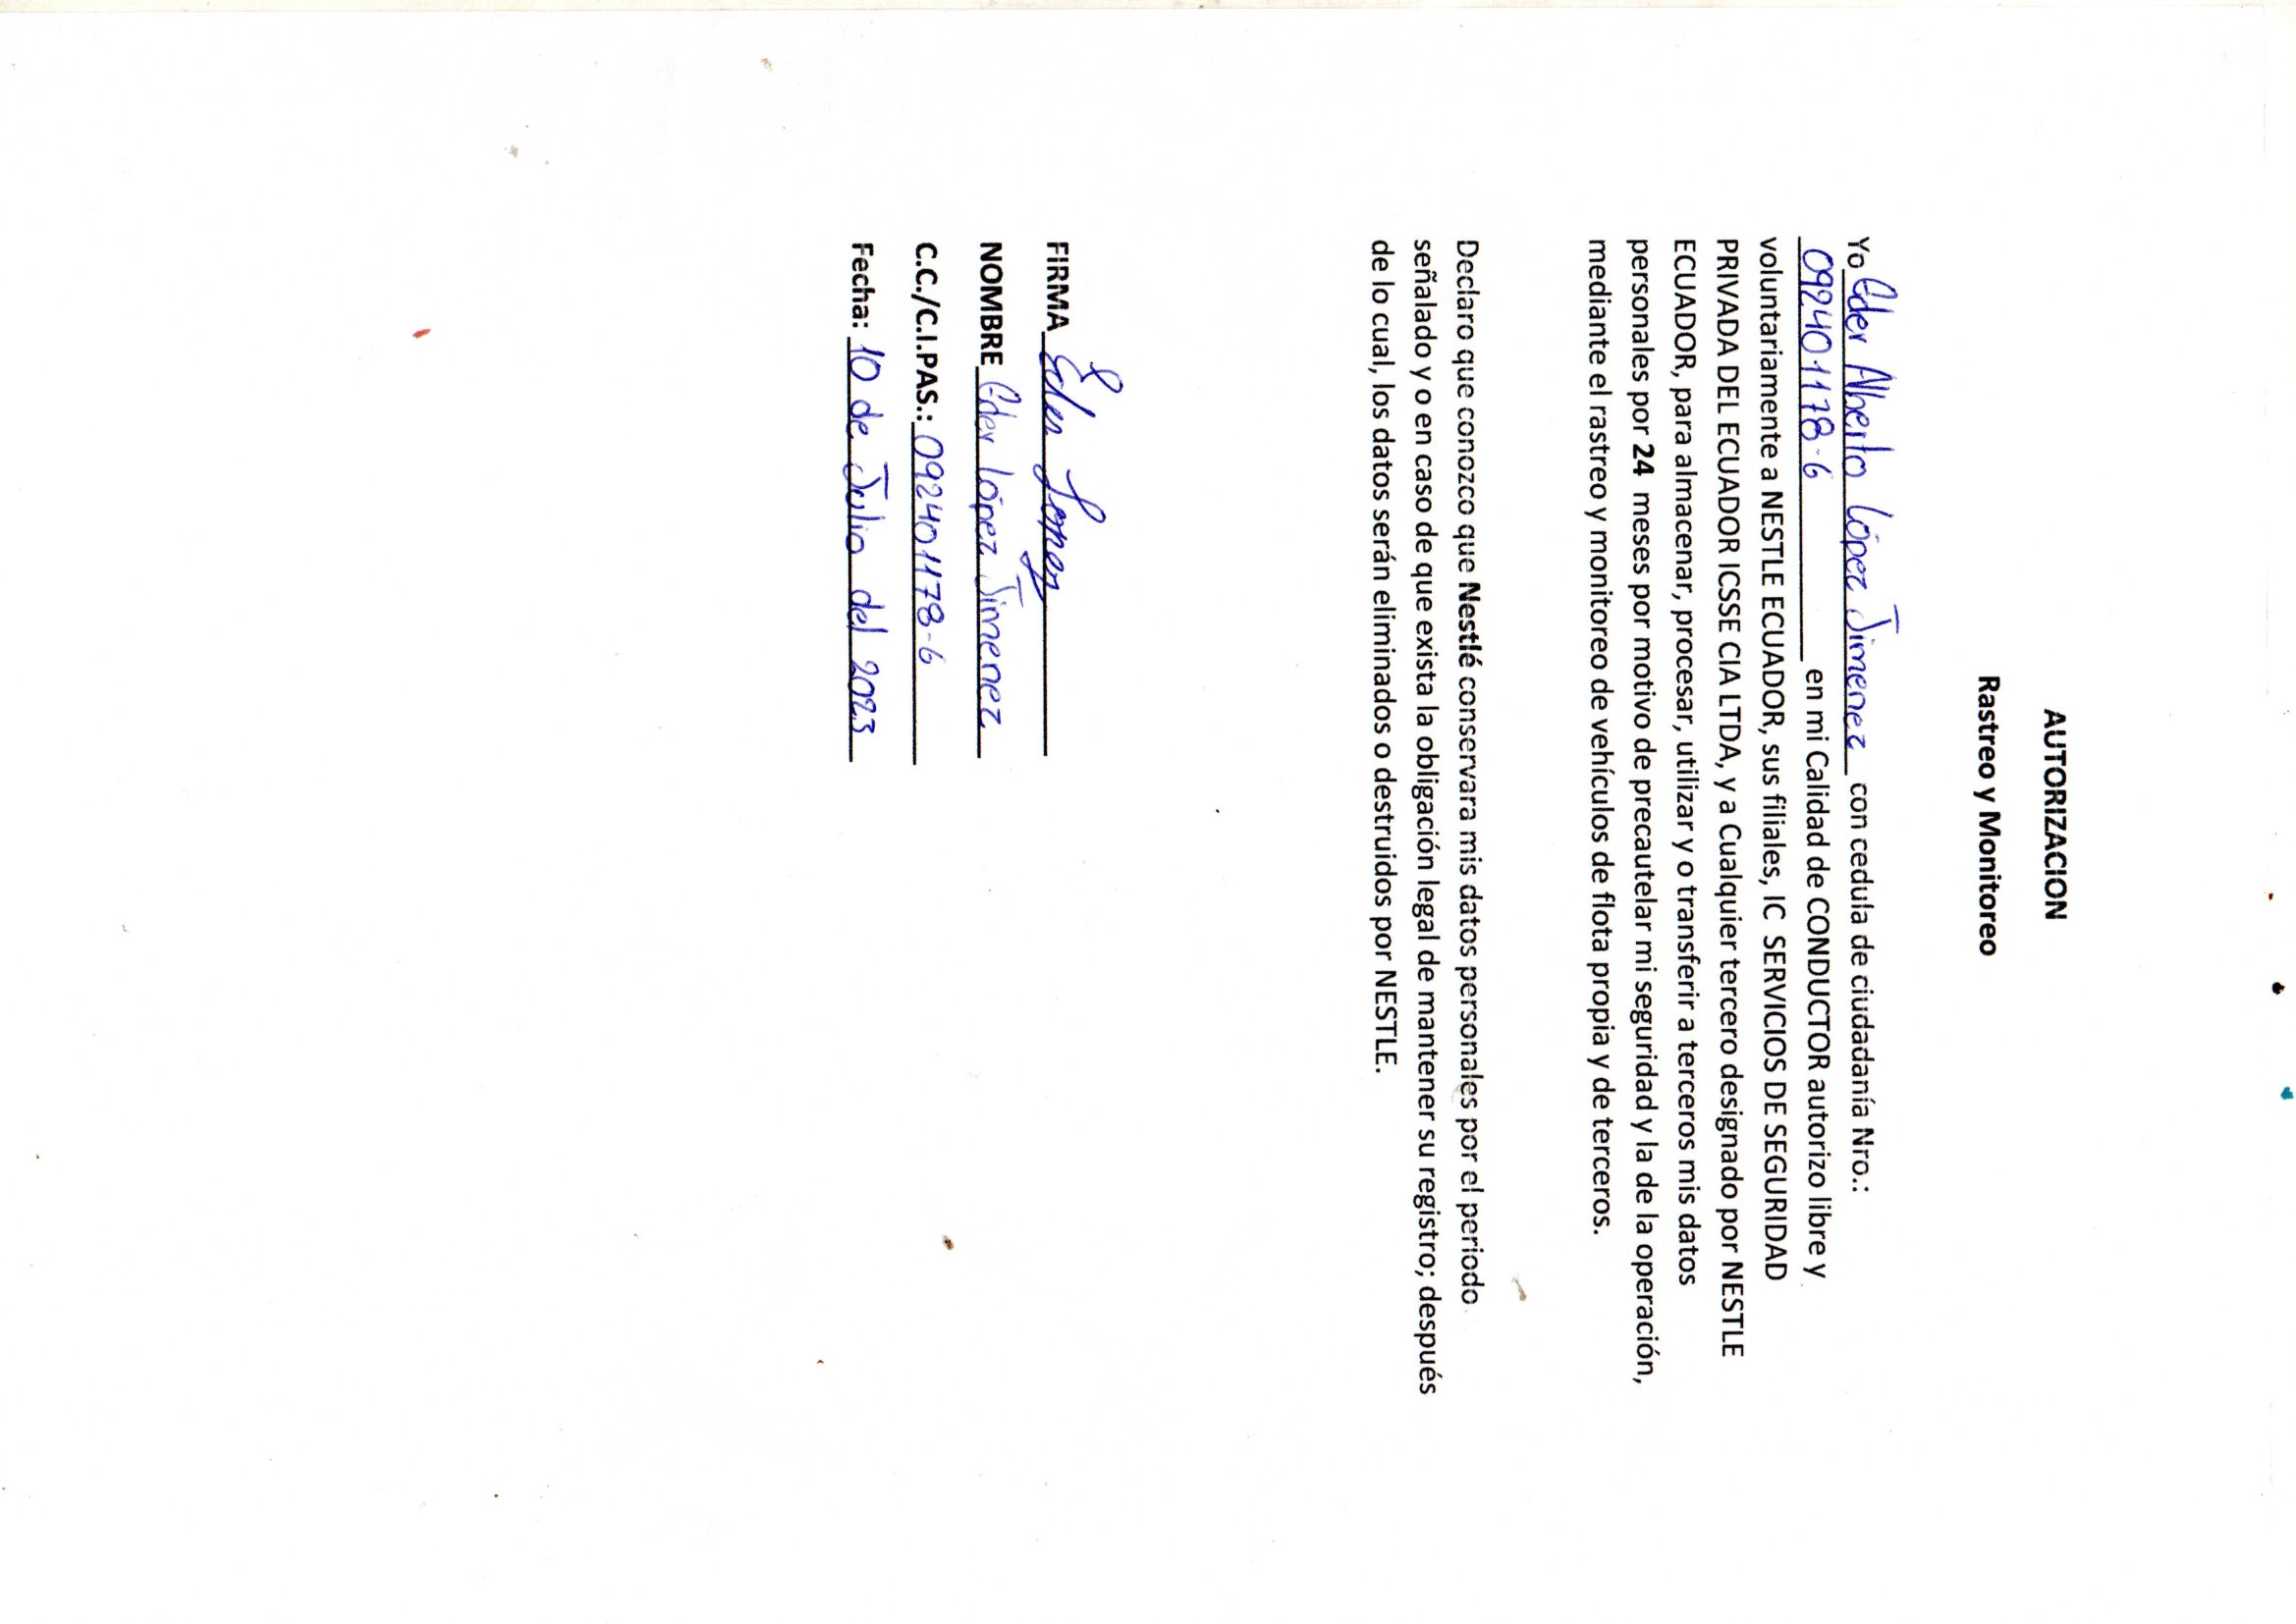 AUTORIZACION
Rastreo y Monitoreo
Yo Eder Alberto López Jimenez con cedula de ciudadanía Nro.:
092401178-6 en mi Calidad de CONDUCTOR autorizo libre y
voluntariamente a NESTLE ECUADOR, sus filiales, IC SERVICIOS DE SEGURIDAD
PRIVADA DEL ECUADOR ICSSE CIA LTDA, y a Cualquier tercero designado por NESTLE
ECUADOR, para almacenar, procesar, utilizar y o transferir a terceros mis datos
personales por 24 meses por motivo de precautelar mi seguridad y la de la operación,
mediante el rastreo y monitoreo de vehículos de flota propia y de terceros.
Declaro que conozco que Nestlé conservara mis datos personales por el periodo
señalado y o en caso de que exista la obligación legal de mantener su registro; después
de lo cual, los datos serán eliminados o destruidos por NESTLE.
FIRMA Eder Lopez
NOMBRE Eder López Jimenez
C.C./C.I.PAS.: 092401178-6
Fecha: 10 de Julio del 2023